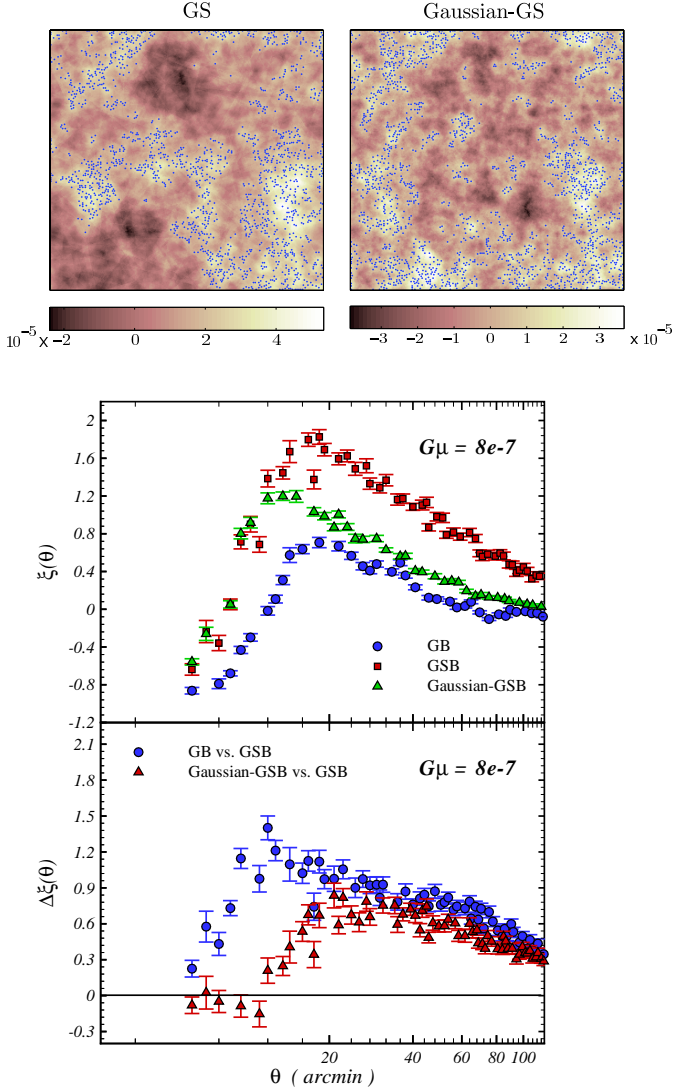 GS
Gaussian-GS
10⁻⁵ x −2 0 2 4
−3 −2 −1 0 1 2 3 x 10⁻⁵
2
1.6
1.2
0.8
0.4
0
-0.4
-0.8
-1.2
ξ(θ)
Gμ = 8e-7
GB
GSB
Gaussian-GSB
2.1
1.8
1.5
1.2
0.9
0.6
0.3
0
-0.3
Δξ(θ)
GB vs. GSB
Gaussian-GSB vs. GSB
Gμ = 8e-7
20 40 60 80 100
θ ( arcmin )